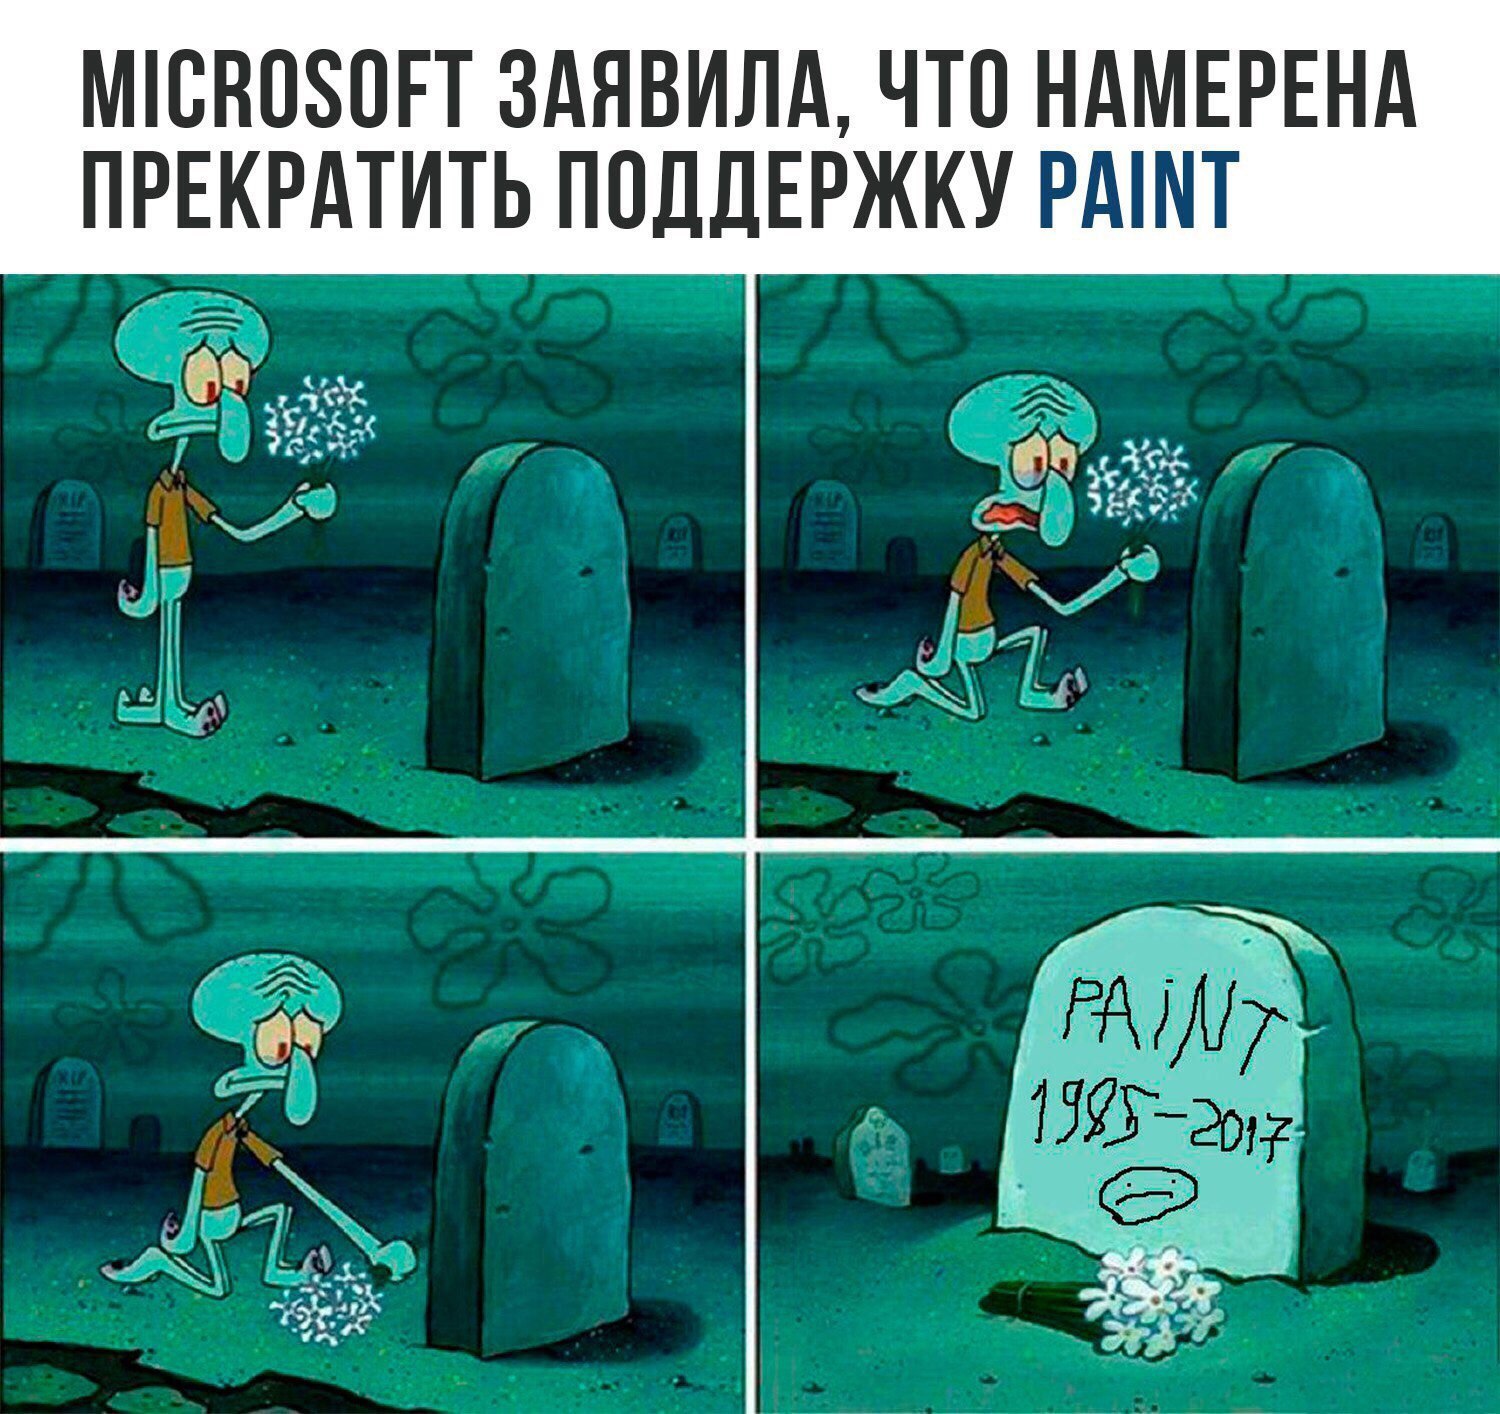 MICROSOFT ЗАЯВИЛА, ЧТО НАМЕРЕНА
ПРЕКРАТИТЬ ПОДДЕРЖКУ PAINT
R.I.P
R.I.P
PAiNT
1985-2017